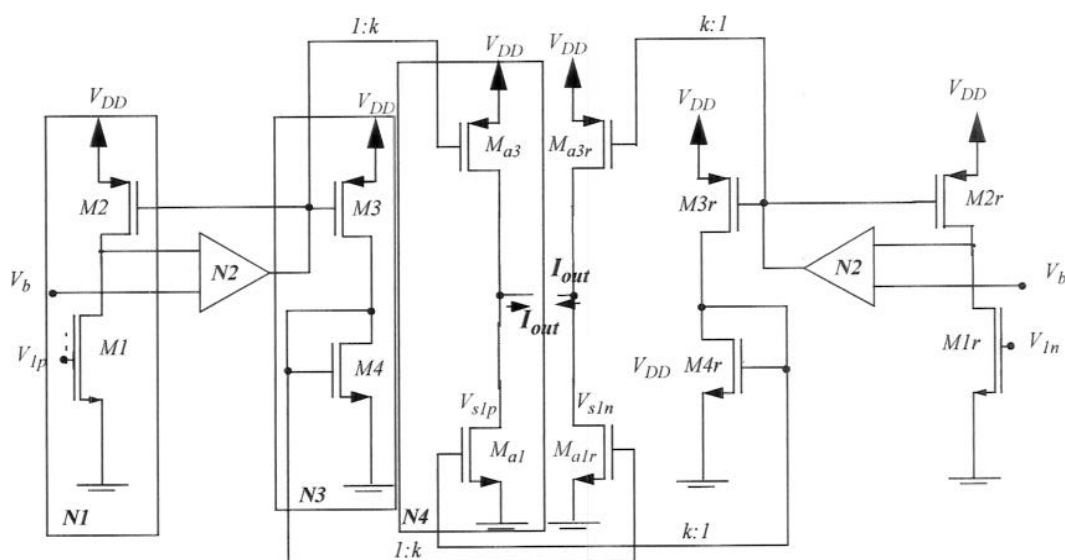 1:k
k:1
V_DD
V_DD
V_DD
V_DD
V_DD
V_DD
M2
M3
M_a3
M_a3r
M3r
M2r
N2
N2
V_b
I_out
I_out
V_b
V_1p
M1
M4
V_DD
M4r
M1r
V_1n
V_s1p
V_s1n
M_a1
M_a1r
N1
N3
N4
k:1
1:k